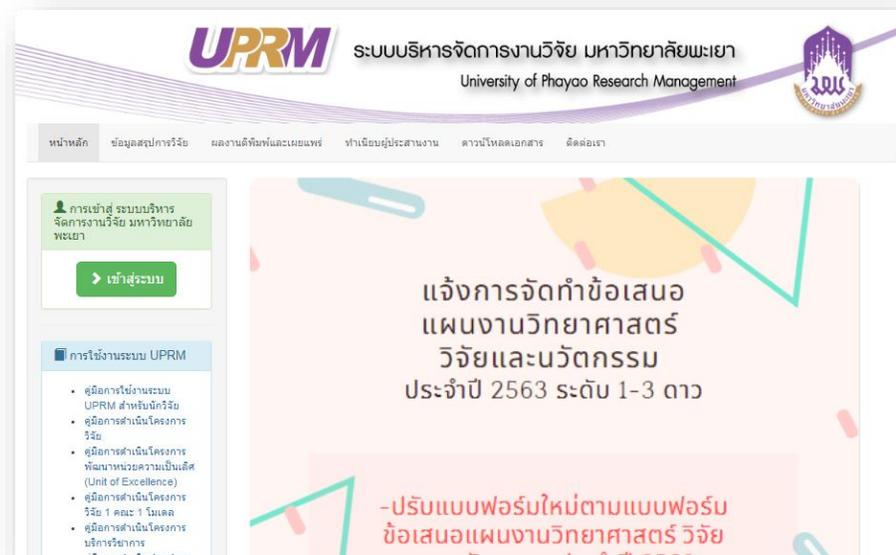 UPRM
ระบบบริหารจัดการงานวิจัย มหาวิทยาลัยพะเยา
University of Phayao Research Management
หน้าหลัก ข้อมูลสรุปการวิจัย ผลงานตีพิมพ์และเผยแพร่ ทำเนียบผู้ประสานงาน ดาวน์โหลดเอกสาร ติดต่อเรา
การเข้าสู่ ระบบบริหาร
จัดการงานวิจัย มหาวิทยาลัย
พะเยา
เข้าสู่ระบบ
การใช้งานระบบ UPRM
คู่มือการใช้งานระบบ
UPRM สำหรับนักวิจัย
คู่มือการดำเนินโครงการ
วิจัย
คู่มือการดำเนินโครงการ
พัฒนาหน่วยความเป็นเลิศ
(Unit of Excellence)
คู่มือการดำเนินโครงการ
วิจัย 1 คณะ 1 โมเดล
คู่มือการดำเนินโครงการ
บริการวิชาการ
แจ้งการจัดทำข้อเสนอ
แผนงานวิทยาศาสตร์
วิจัยและนวัตกรรม
ประจำปี 2563 ระดับ 1-3 ดาว
-ปรับแบบฟอร์มใหม่ตามแบบฟอร์ม
ข้อเสนอแผนงานวิทยาศาสตร์ วิจัย